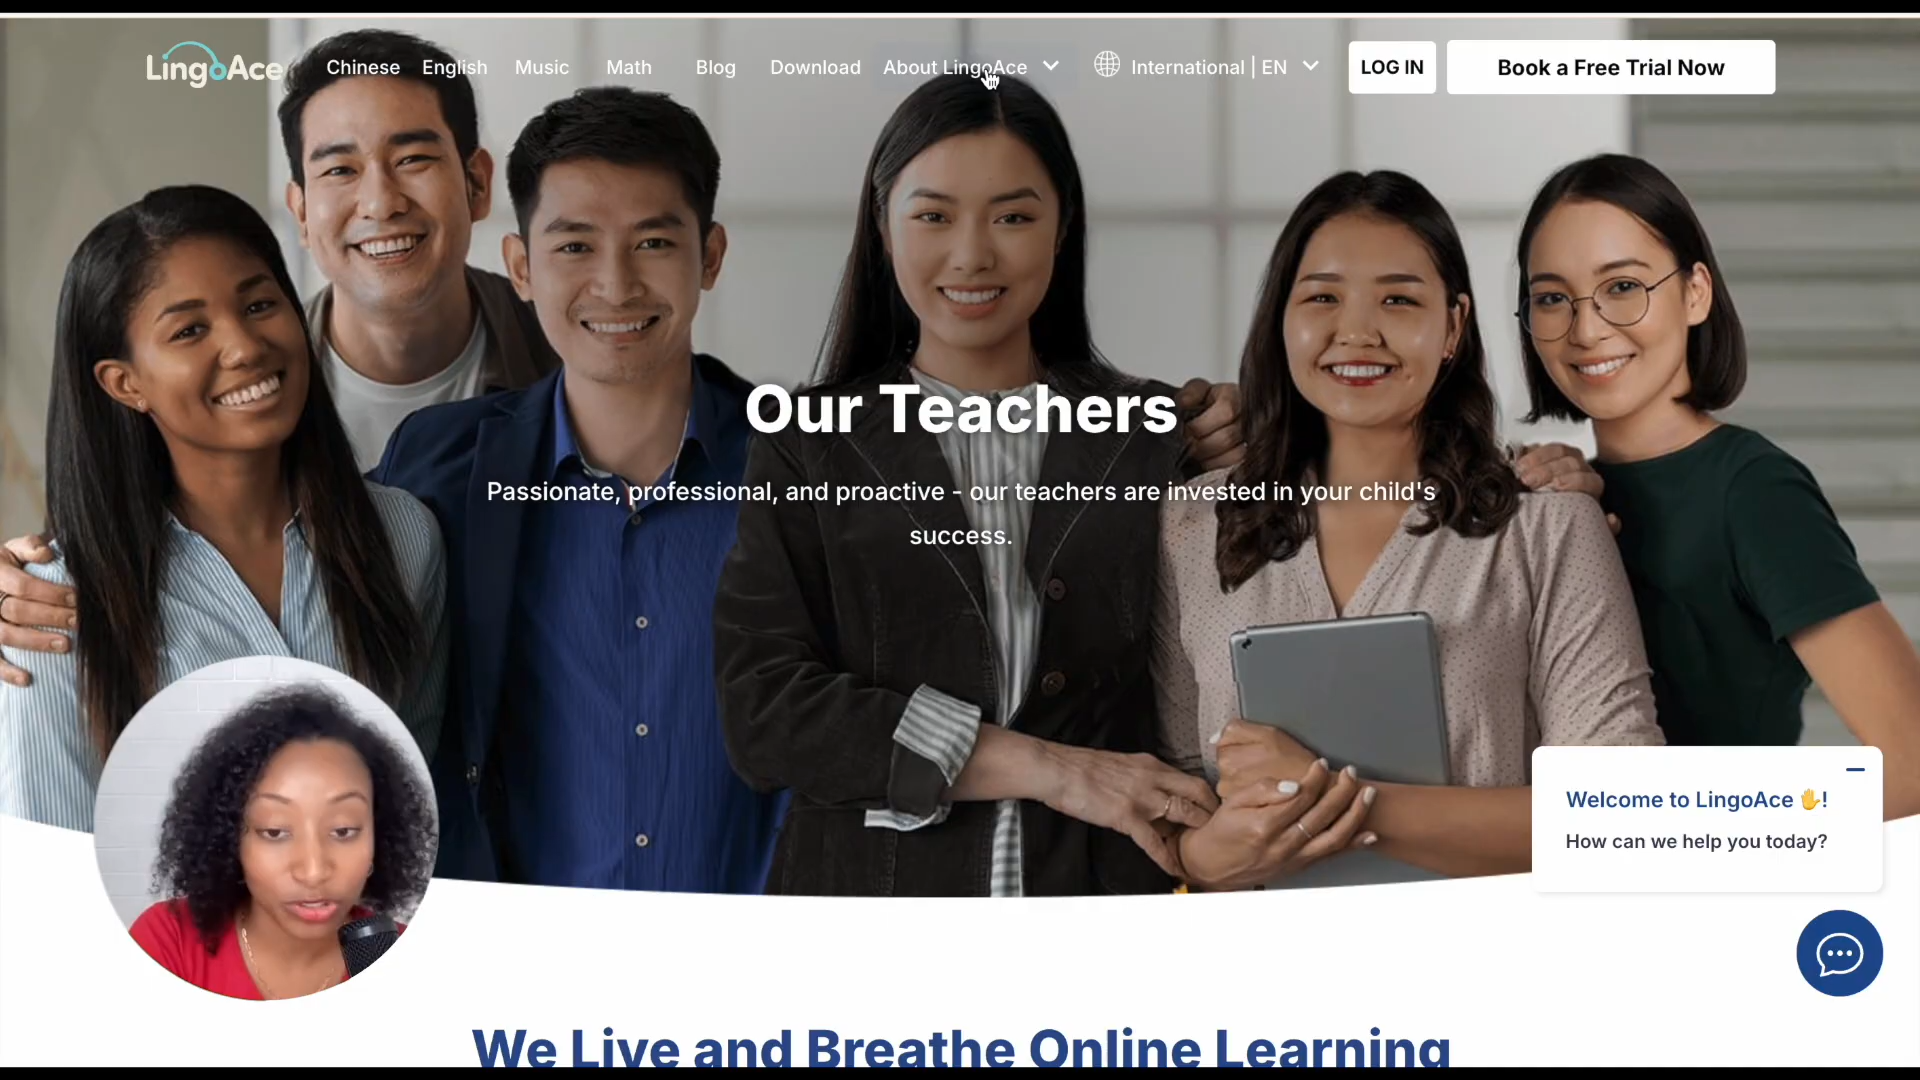 LingoAce
Chinese
English
Music
Math
Blog
Download
About LingoAce
International | EN
LOG IN
Book a Free Trial Now
Our Teachers
Passionate, professional, and proactive - our teachers are invested in your child's
success.
Welcome to LingoAce 🖐!
How can we help you today?
We Live and Breathe Online Learning